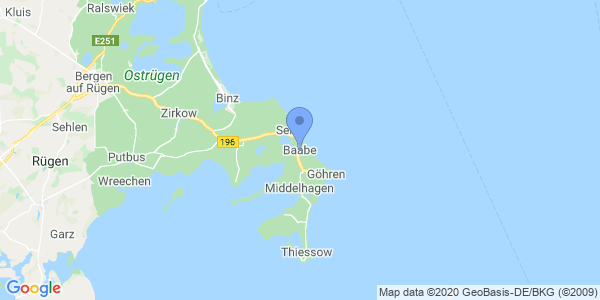 Kluis
Ralswiek
E251
Bergen
auf Rügen
Ostrügen
Binz
Zirkow
Sehlen
196
Baabe
Rügen
Putbus
Göhren
Wreechen
Middelhagen
Garz
Thiessow
Google
Map data ©2020 GeoBasis-DE/BKG (©2009)